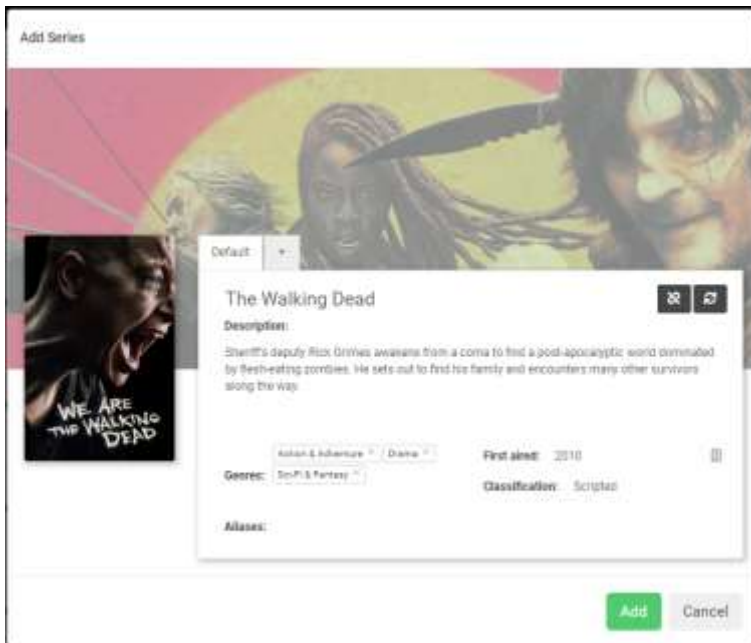 Add Series
WE ARE
THE WALKING
DEAD
Default +
The Walking Dead
Description:
Sheriff's deputy Rick Grimes awakens from a coma to find a post-apocalyptic world dominated
by flesh-eating zombies. He sets out to find his family and encounters many other survivors
along the way.
Genres: Action & Adventure × Drama ×
Sci-Fi & Fantasy ×
First aired: 2010
Classification: Scripted
Aliases:
Add Cancel